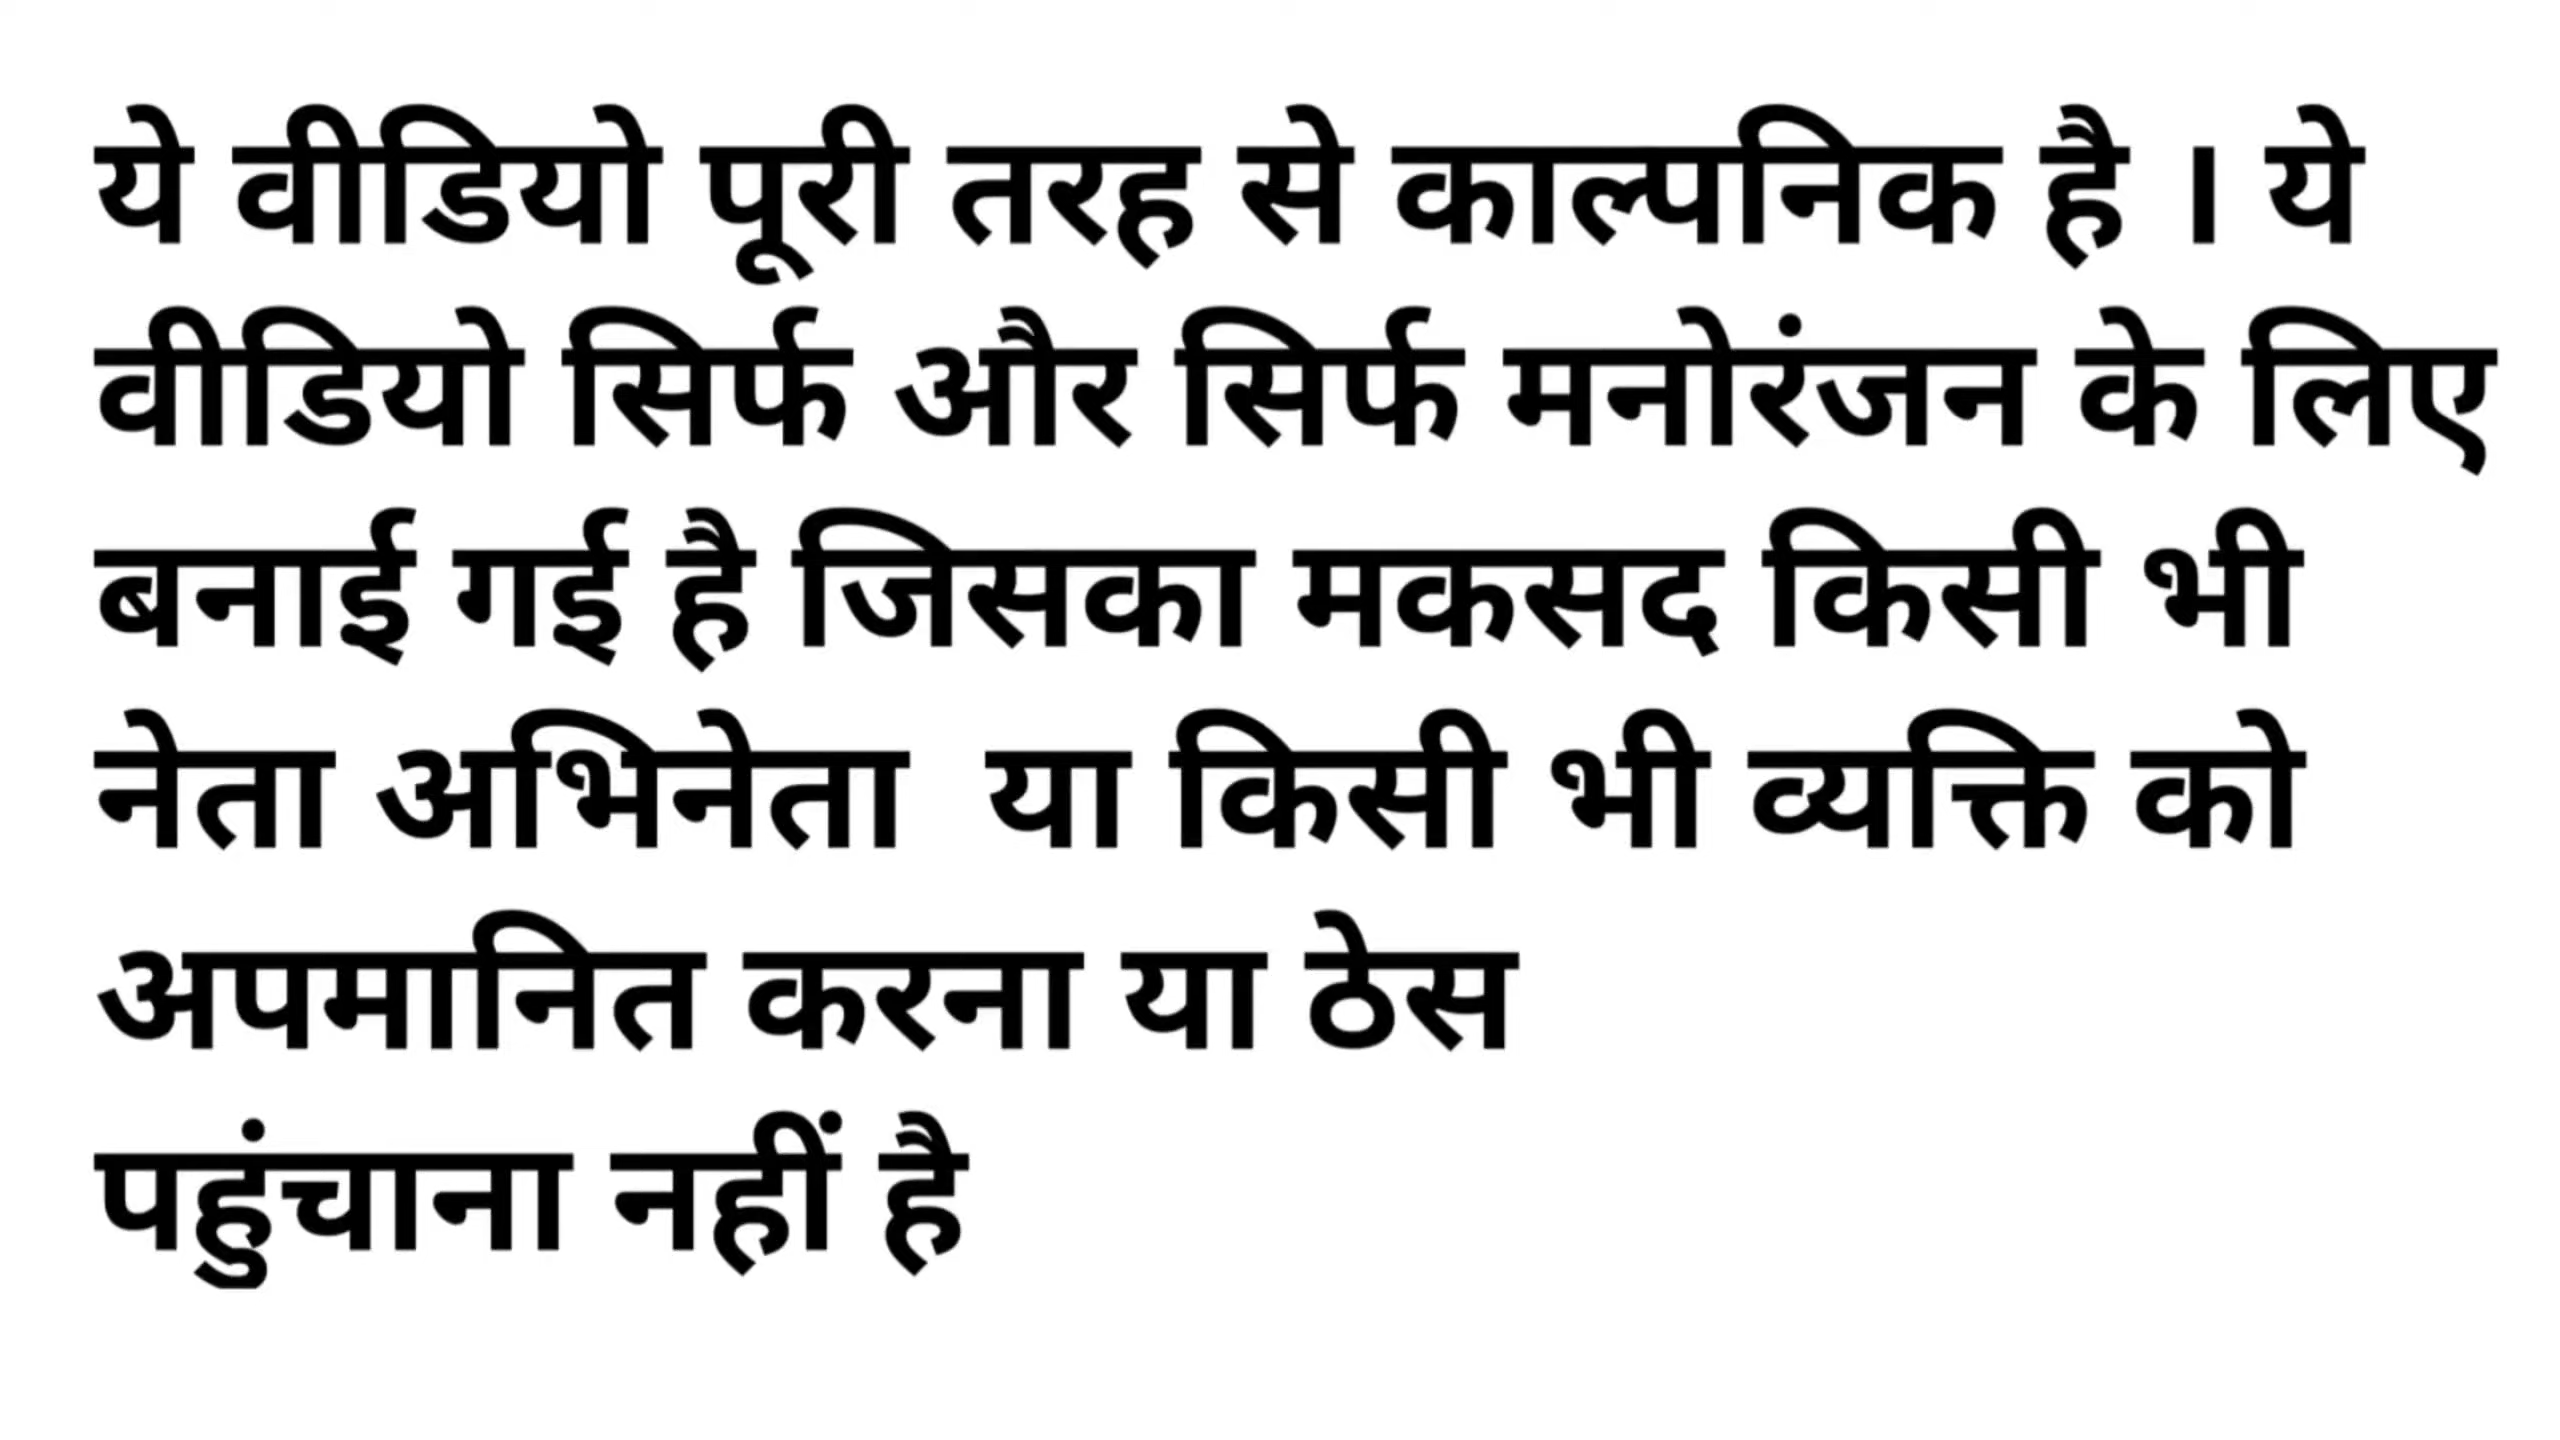 ये वीडियो पूरी तरह से काल्पनिक है । ये
वीडियो सिर्फ और सिर्फ मनोरंजन के लिए
बनाई गई है जिसका मकसद किसी भी
नेता अभिनेता  या किसी भी व्यक्ति को
अपमानित करना या ठेस
पहुंचाना नहीं है